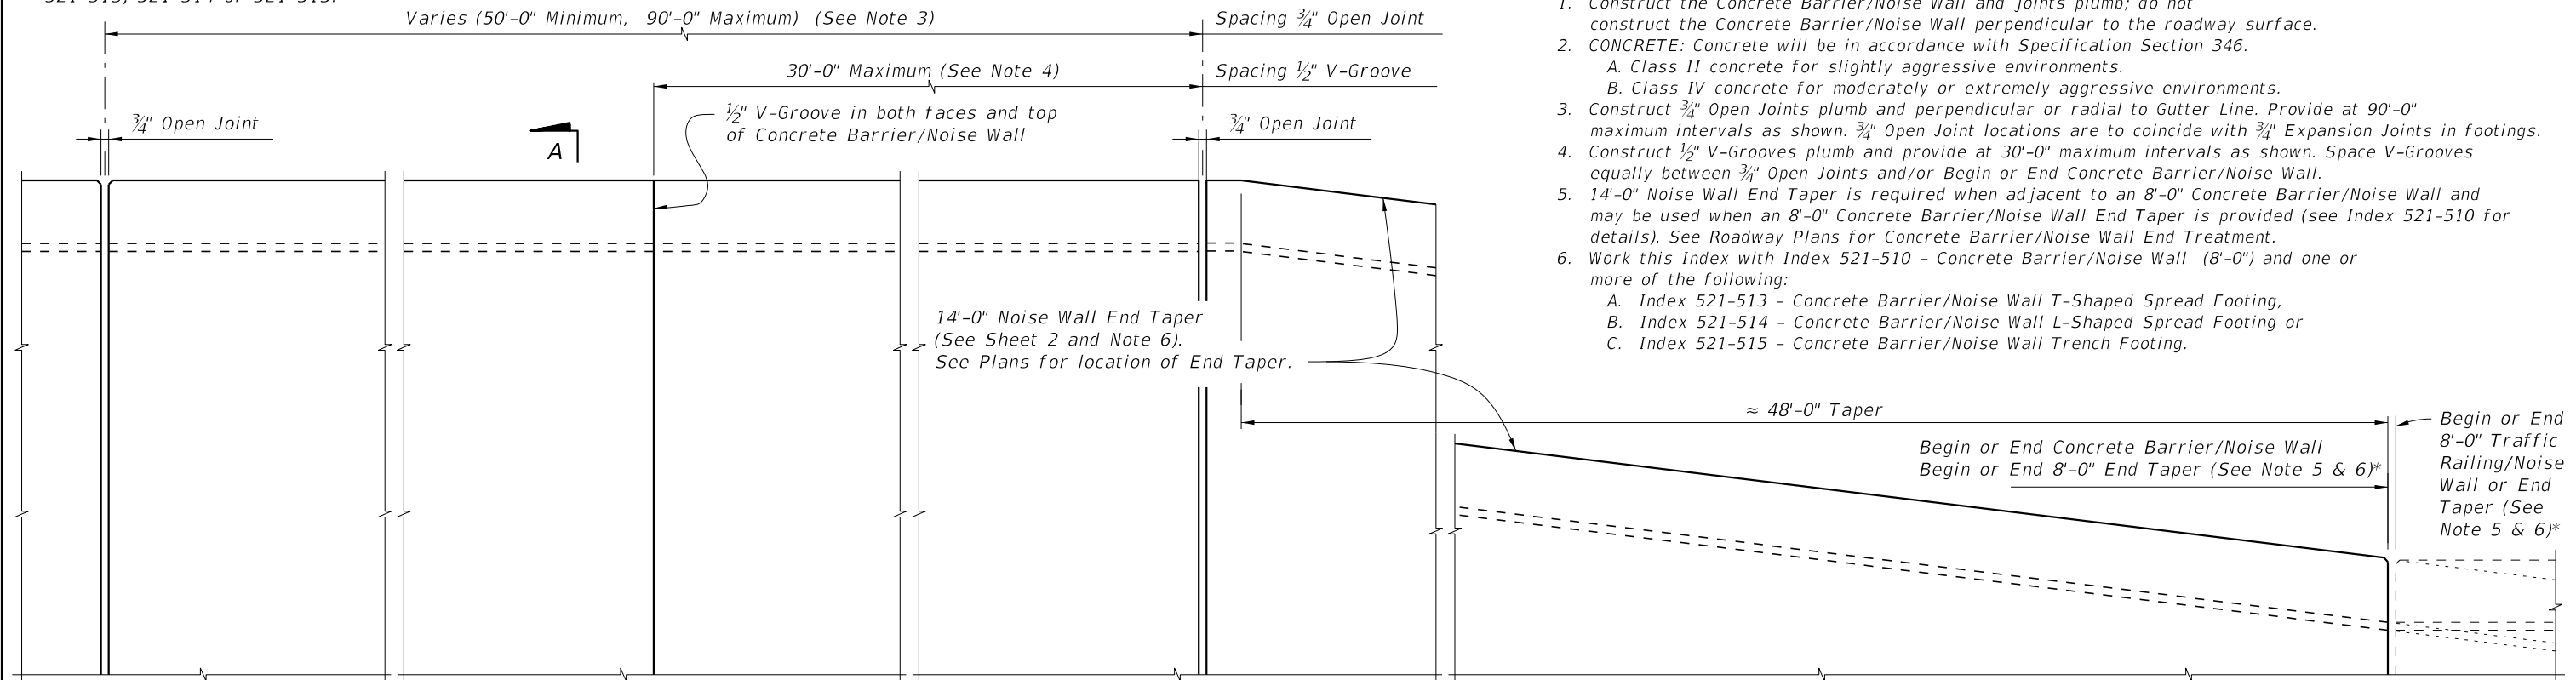 521-513, 521-514 or 521-515.
Varies (50'-0" Minimum, 90'-0" Maximum) (See Note 3)
Spacing ¾" Open Joint
30'-0" Maximum (See Note 4)
Spacing ½" V-Groove
¾" Open Joint
A
½" V-Groove in both faces and top
of Concrete Barrier/Noise Wall
¾" Open Joint
14'-0" Noise Wall End Taper
(See Sheet 2 and Note 6).
See Plans for location of End Taper.
1. Construct the Concrete Barrier/Noise Wall and joints plumb; do not
construct the Concrete Barrier/Noise Wall perpendicular to the roadway surface.
2. CONCRETE: Concrete will be in accordance with Specification Section 346.
A. Class II concrete for slightly aggressive environments.
B. Class IV concrete for moderately or extremely aggressive environments.
3. Construct ¾" Open Joints plumb and perpendicular or radial to Gutter Line. Provide at 90'-0"
maximum intervals as shown. ¾" Open Joint locations are to coincide with ¾" Expansion Joints in footings.
4. Construct ½" V-Grooves plumb and provide at 30'-0" maximum intervals as shown. Space V-Grooves
equally between ¾" Open Joints and/or Begin or End Concrete Barrier/Noise Wall.
5. 14'-0" Noise Wall End Taper is required when adjacent to an 8'-0" Concrete Barrier/Noise Wall and
may be used when an 8'-0" Concrete Barrier/Noise Wall End Taper is provided (see Index 521-510 for
details). See Roadway Plans for Concrete Barrier/Noise Wall End Treatment.
6. Work this Index with Index 521-510 - Concrete Barrier/Noise Wall (8'-0") and one or
more of the following:
A. Index 521-513 - Concrete Barrier/Noise Wall T-Shaped Spread Footing,
B. Index 521-514 - Concrete Barrier/Noise Wall L-Shaped Spread Footing or
C. Index 521-515 - Concrete Barrier/Noise Wall Trench Footing.
≈ 48'-0" Taper
Begin or End Concrete Barrier/Noise Wall
Begin or End 8'-0" End Taper (See Note 5 & 6)*
Begin or End
8'-0" Traffic
Railing/Noise
Wall or End
Taper (See
Note 5 & 6)*